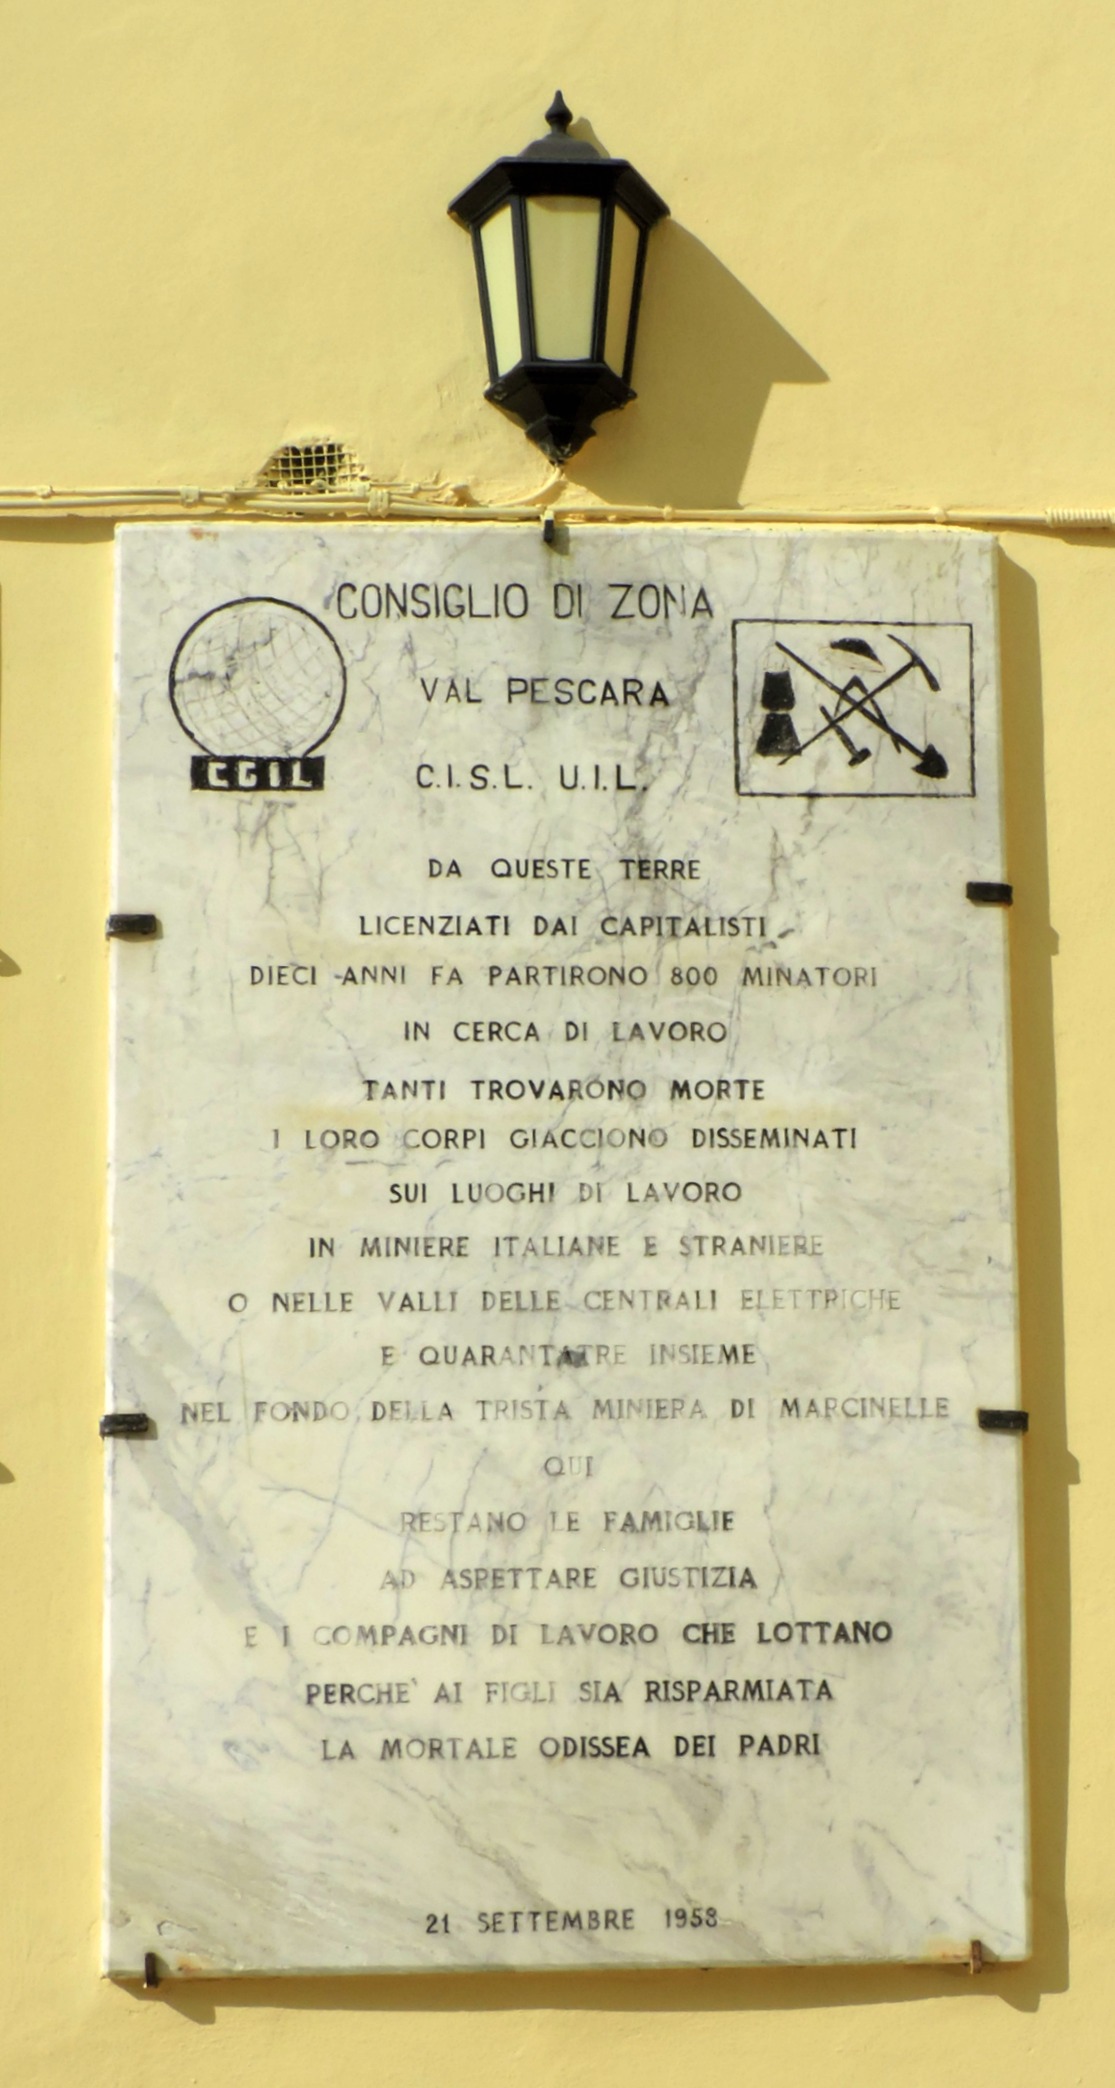 CONSIGLIO DI ZONA
VAL PESCARA
CGIL
C.I.S.L. U.I.L.
DA QUESTE TERRE
LICENZIATI DAI CAPITALISTI
DIECI ANNI FA PARTIRONO 800 MINATORI
IN CERCA DI LAVORO
TANTI TROVARONO MORTE
I LORO CORPI GIACCIONO DISSEMINATI
SUI LUOGHI DI LAVORO
IN MINIERE ITALIANE E STRANIERE
O NELLE VALLI DELLE CENTRALI ELETTRICHE
E QUARANTATRE INSIEME
NEL FONDO DELLA TRISTA MINIERA DI MARCINELLE
QUI
RESTANO LE FAMIGLIE
AD ASPETTARE GIUSTIZIA
E I COMPAGNI DI LAVORO CHE LOTTANO
PERCHE' AI FIGLI SIA RISPARMIATA
LA MORTALE ODISSEA DEI PADRI
21 SETTEMBRE 1958